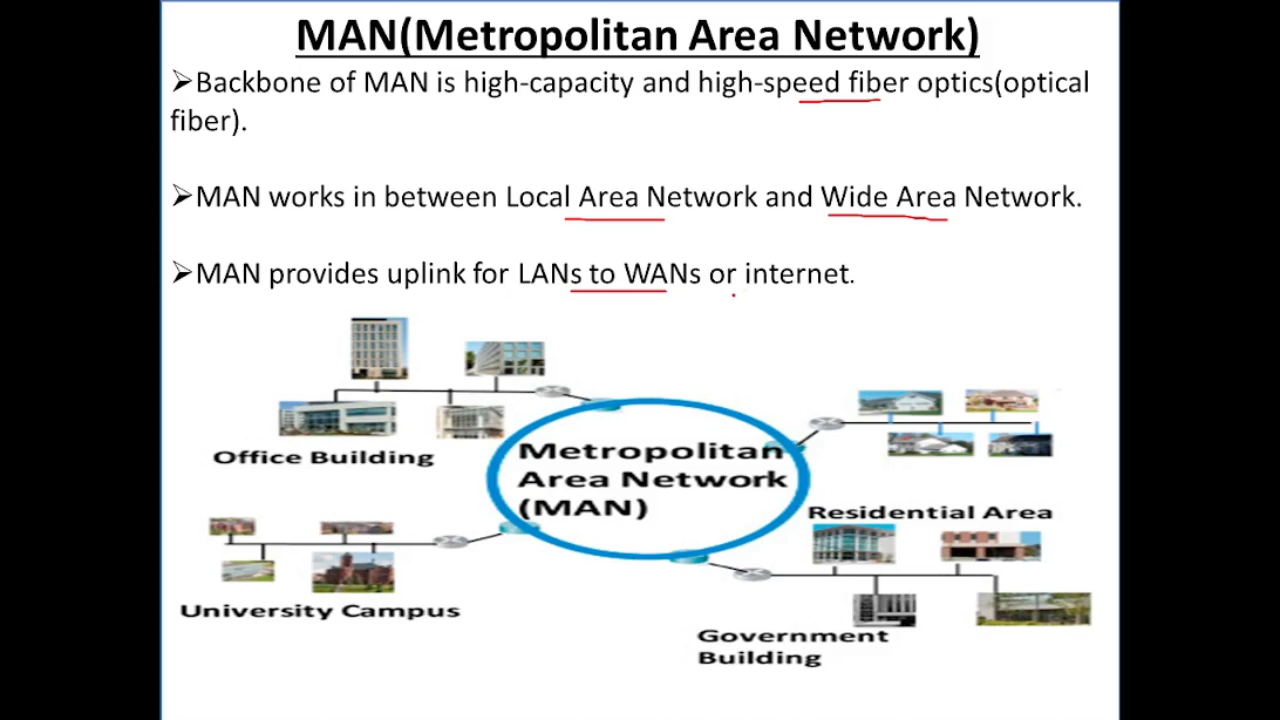 MAN(Metropolitan Area Network)
➢Backbone of MAN is high-capacity and high-speed fiber optics(optical
fiber).
➢MAN works in between Local Area Network and Wide Area Network.
➢MAN provides uplink for LANs to WANs or internet.
Office Building
Metropolitan
Area Network
(MAN)
Residential Area
University Campus
Government
Building